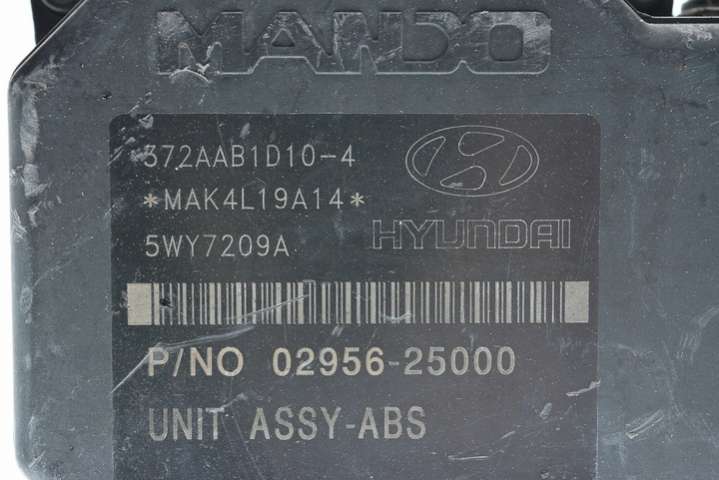 MANDO
372AAB1D10-4
*MAK4L19A14*
5WY7209A
HYUNDAI
P/NO 02956-25000
UNIT ASSY-ABS